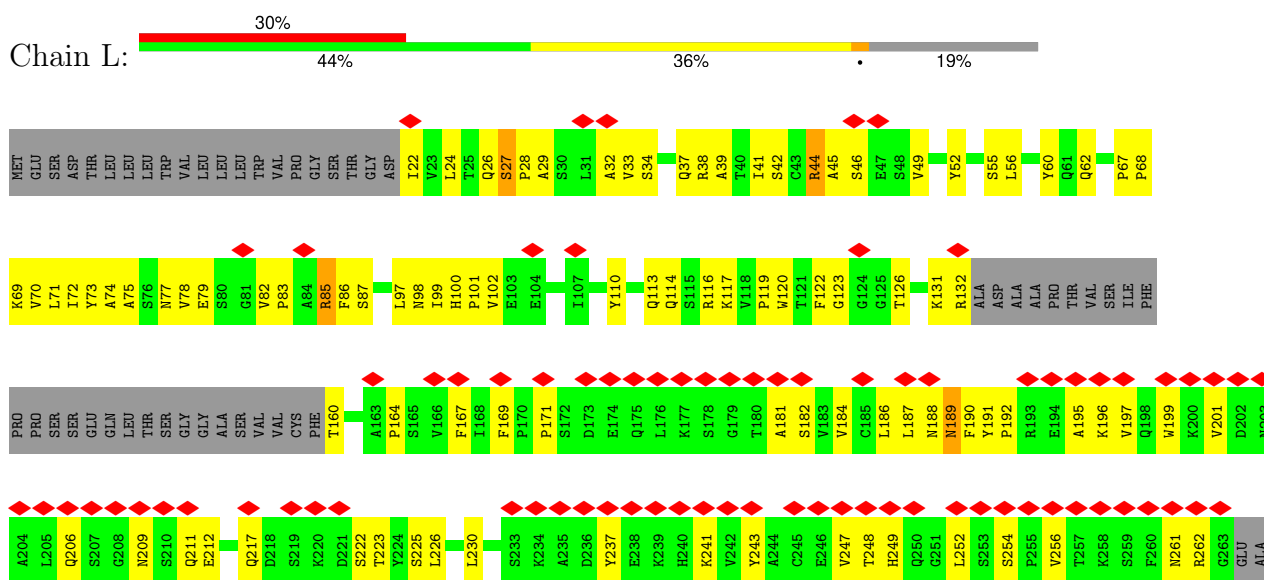 30%
Chain L:
44% 36% • 19%
MET GLU SER ASP THR LEU LEU LEU TRP VAL LEU LEU LEU TRP VAL PRO GLY SER THR GLY ASP I22 V23 L24 T25 Q26 S27 P28 A29 S30 L31 A32 V33 S34 Q37 R38 A39 T40 I41 S42 C43 R44 A45 S46 E47 S48 V49 Y52 S55 L56 Y60 Q61 Q62 P67 P68
K69 V70 L71 I72 Y73 A74 A75 S76 N77 V78 E79 S80 G81 V82 P83 A84 R85 F86 S87 L97 N98 I99 H100 P101 V102 E103 E104 I107 Y110 Q113 Q114 S115 R116 K117 V118 P119 W120 T121 F122 G123 G124 G125 T126 K131 R132 ALA ASP ALA ALA PRO THR VAL SER ILE PHE
PRO PRO SER SER GLU GLN LEU THR SER GLY GLY ALA SER VAL VAL CYS PHE T160 A163 P164 S165 V166 F167 I168 F169 P170 P171 S172 D173 E174 Q175 L176 K177 S178 G179 T180 A181 S182 V183 V184 C185 L186 L187 N188 N189 F190 Y191 P192 R193 E194 A195 K196 V197 Q198 W199 K200 V201 D202 N203
A204 L205 Q206 S207 G208 N209 S210 Q211 E212 Q217 D218 S219 K220 D221 S222 T223 Y224 S225 L226 L230 S233 K234 A235 D236 Y237 E238 K239 H240 K241 V242 Y243 A244 C245 E246 V247 T248 H249 Q250 G251 L252 S253 S254 P255 V256 T257 K258 S259 F260 N261 R262 G263 GLU ALA